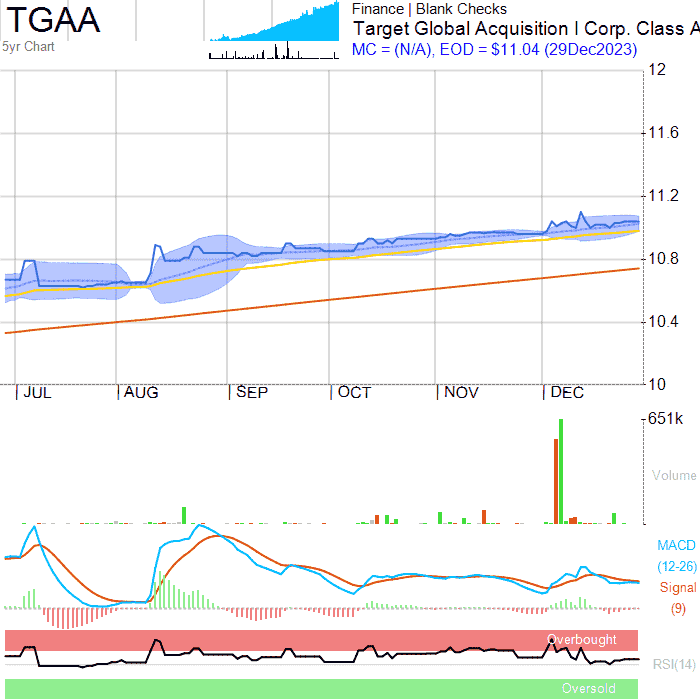 TGAA
5yr Chart
Finance | Blank Checks
Target Global Acquisition I Corp. Class A
MC = (N/A), EOD = $11.04 (29Dec2023)
12
11.6
11.2
10.8
10.4
10
JUL
AUG
SEP
OCT
NOV
DEC
651k
Volume
MACD
(12-26)
Signal
(9)
Overbought
RSI(14)
Oversold